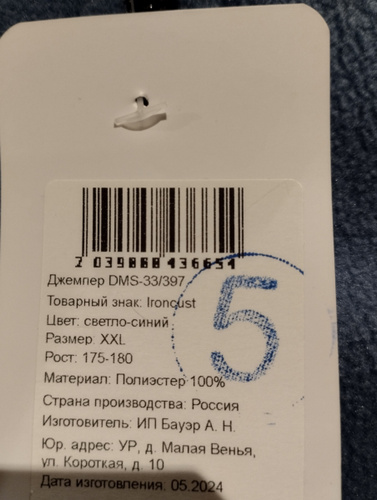 2 039000 436654
Джемпер DMS-33/397
Товарный знак: Ironcust
Цвет: светло-синий
Размер: XXL
Рост: 175-180
Материал: Полиэстер 100%
Страна производства: Россия
Изготовитель: ИП Бауэр А. Н.
Юр. адрес: УР, д. Малая Венья,
ул. Короткая, д. 10
Дата изготовления: 05.2024
5